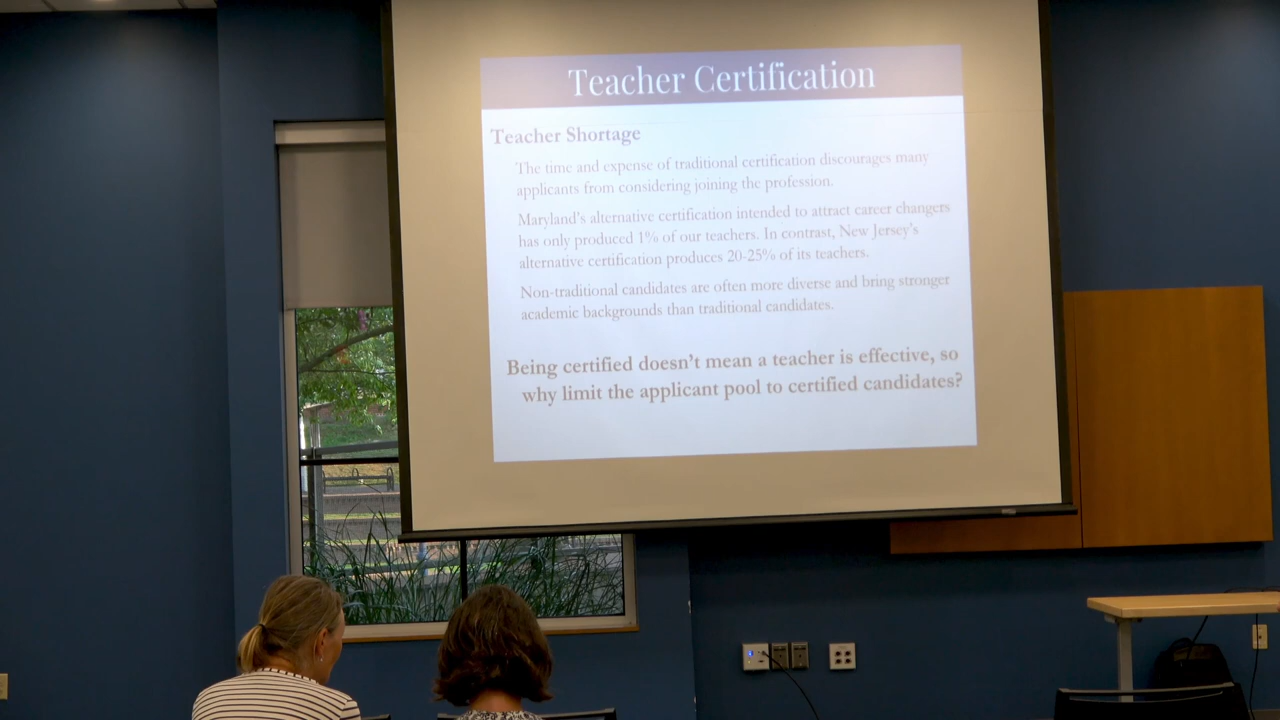 Teacher Certification
Teacher Shortage
The time and expense of traditional certification discourages many
applicants from considering joining the profession.
Maryland's alternative certification intended to attract career changers
has only produced 1% of our teachers. In contrast, New Jersey's
alternative certification produces 20-25% of its teachers.
Non-traditional candidates are often more diverse and bring stronger
academic backgrounds than traditional candidates.
Being certified doesn't mean a teacher is effective, so
why limit the applicant pool to certified candidates?